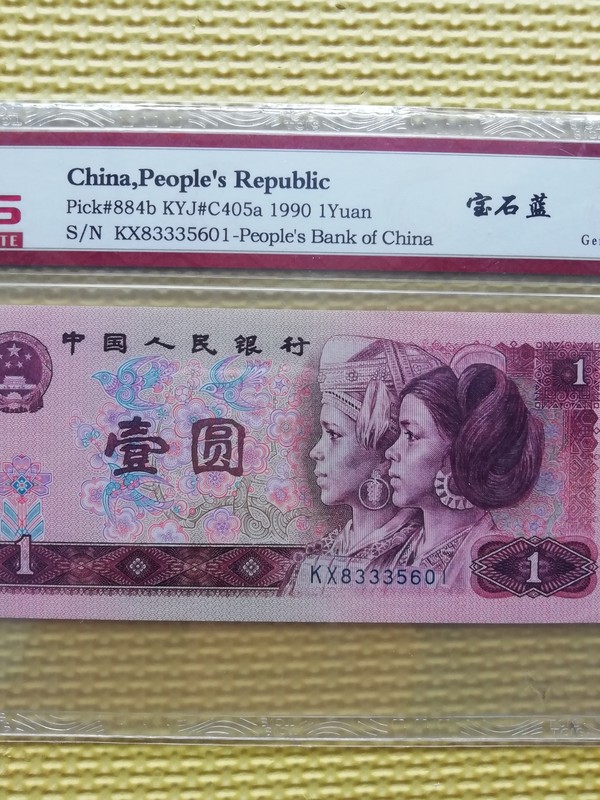 China,People's Republic
Pick#884b KYJ#C405a 1990 1Yuan
宝石蓝
S/N KX83335601-People's Bank of China
中国人民银行
1
壹圆
1
KX83335601
1